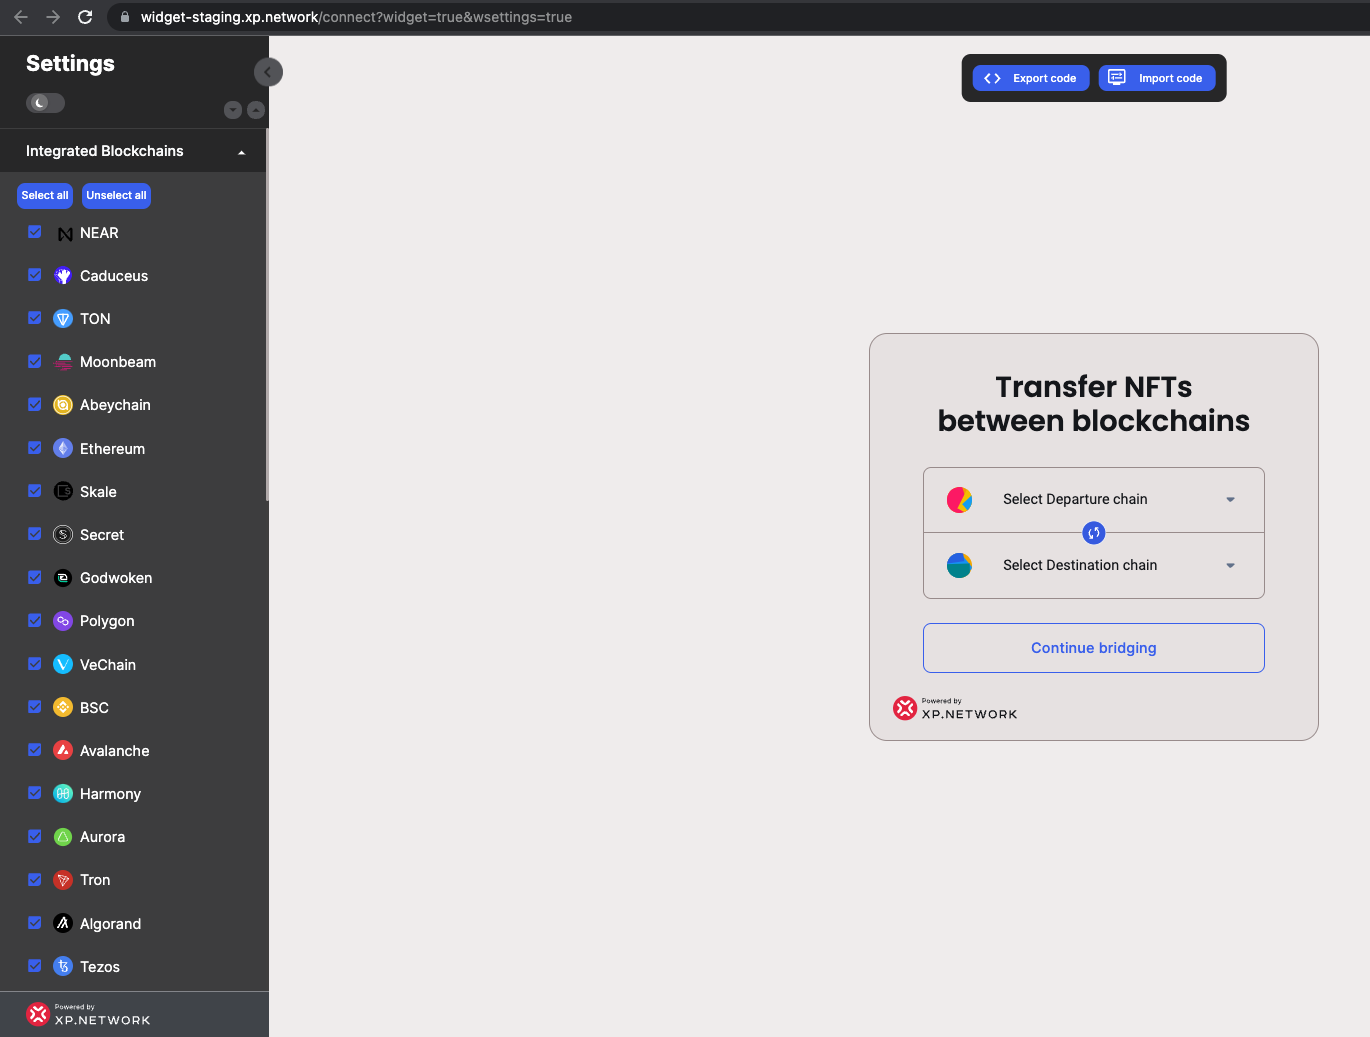 widget-staging.xp.network/connect?widget=true&wsettings=true
Settings
Export code
Import code
Integrated Blockchains
Select all
Unselect all
NEAR
Caduceus
TON
Moonbeam
Abeychain
Ethereum
Skale
Secret
Godwoken
Polygon
VeChain
BSC
Avalanche
Harmony
Aurora
Tron
Algorand
Tezos
Powered by
XP.NETWORK
Transfer NFTs
between blockchains
Select Departure chain
Select Destination chain
Continue bridging
Powered by
XP.NETWORK